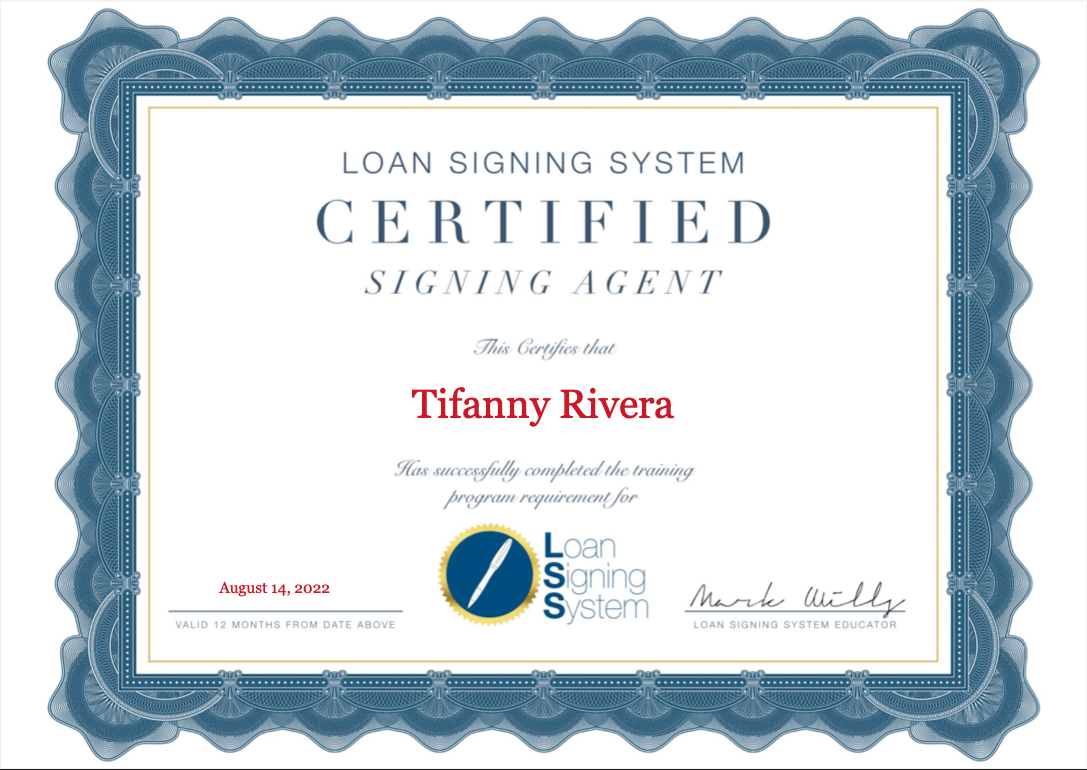 LOAN SIGNING SYSTEM
CERTIFIED
SIGNING AGENT
This Certifies that
Tifanny Rivera
Has successfully completed the training
program requirement for
Loan
Signing
System
August 14, 2022
VALID 12 MONTHS FROM DATE ABOVE
Mark Wills
LOAN SIGNING SYSTEM EDUCATOR